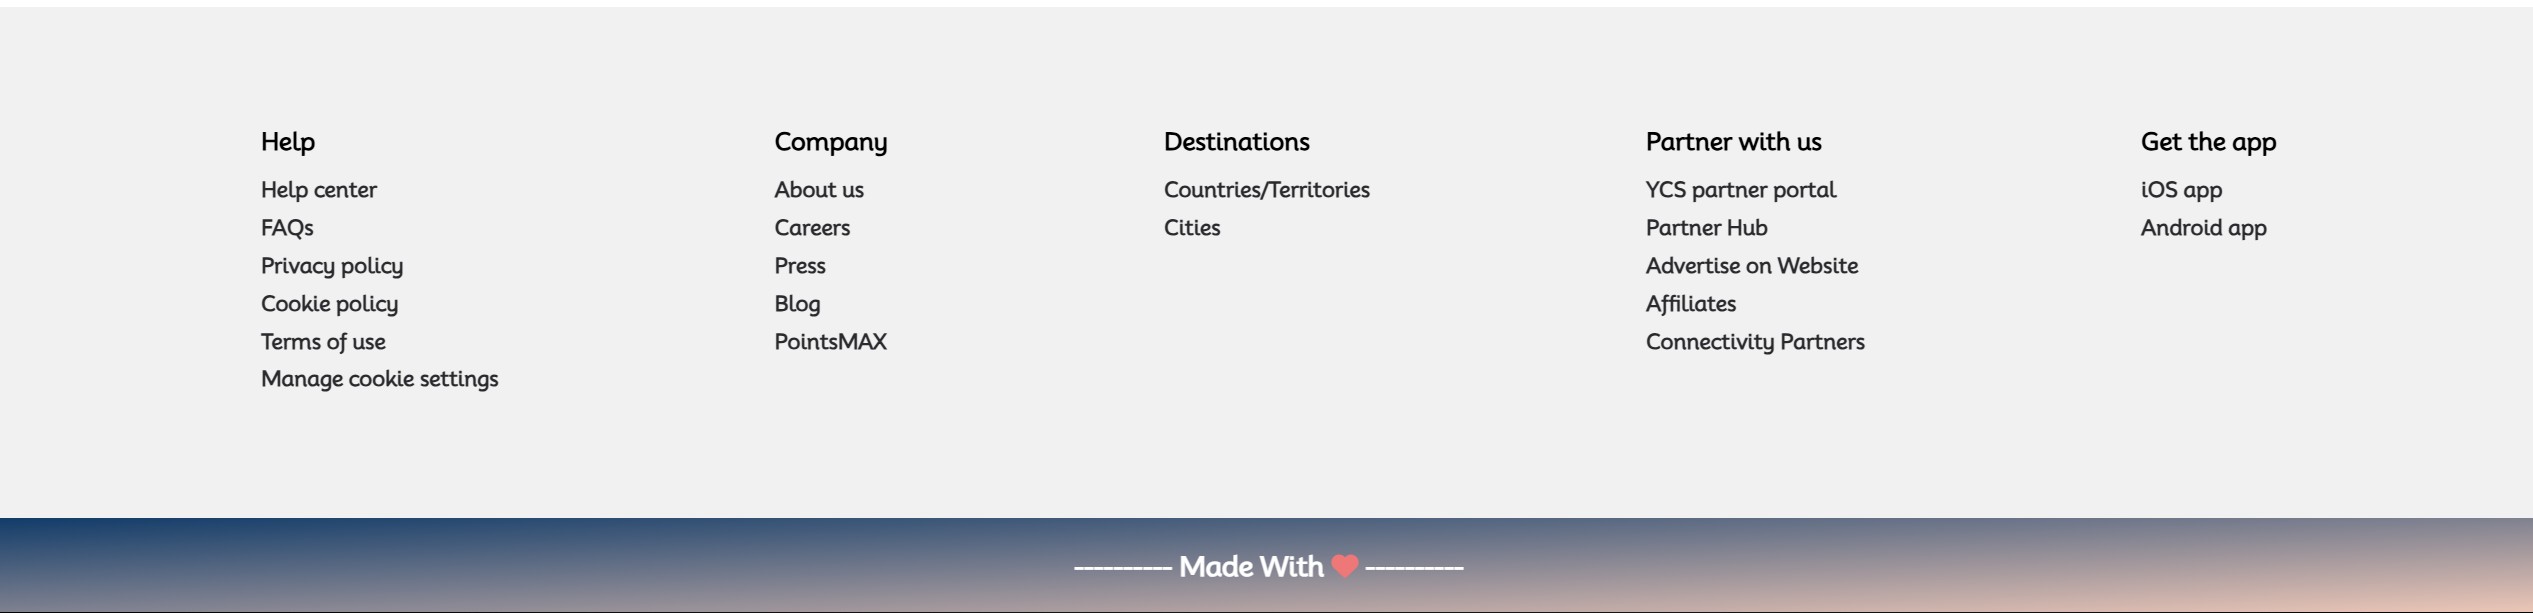 Help
Help center
FAQs
Privacy policy
Cookie policy
Terms of use
Manage cookie settings
Company
About us
Careers
Press
Blog
PointsMAX
Destinations
Countries/Territories
Cities
Partner with us
YCS partner portal
Partner Hub
Advertise on Website
Affiliates
Connectivity Partners
Get the app
iOS app
Android app
---------- Made With ❤ ----------